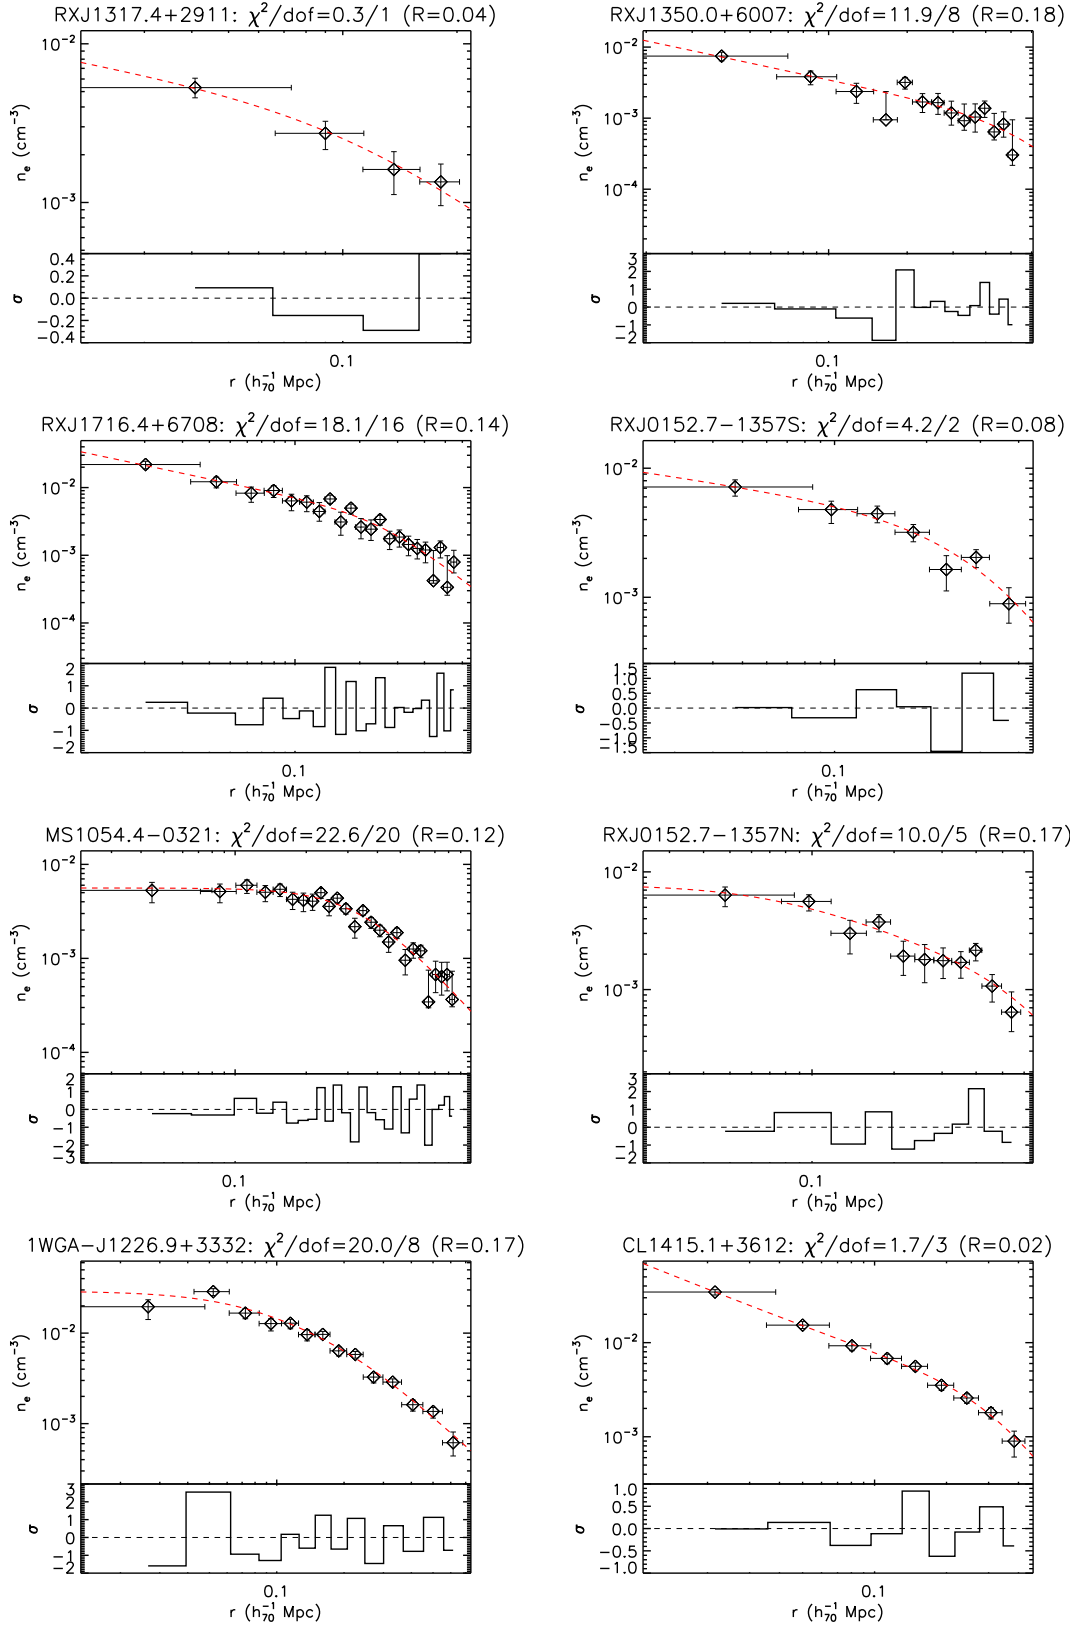 RXJ1317.4+2911: χ²/dof=0.3/1 (R=0.04)
10⁻²
10⁻³
nₑ (cm⁻³)
0.4
0.2
0.0
−0.2
−0.4
σ
0.1
r (h₇₀⁻¹ Mpc)
RXJ1350.0+6007: χ²/dof=11.9/8 (R=0.18)
10⁻²
10⁻³
10⁻⁴
nₑ (cm⁻³)
3
2
1
0
−1
−2
σ
0.1
r (h₇₀⁻¹ Mpc)
RXJ1716.4+6708: χ²/dof=18.1/16 (R=0.14)
10⁻²
10⁻³
10⁻⁴
nₑ (cm⁻³)
2
1
0
−1
−2
σ
0.1
r (h₇₀⁻¹ Mpc)
RXJ0152.7−1357S: χ²/dof=4.2/2 (R=0.08)
10⁻²
10⁻³
nₑ (cm⁻³)
1.5
1.0
0.5
0.0
−0.5
−1.0
−1.5
σ
0.1
r (h₇₀⁻¹ Mpc)
MS1054.4−0321: χ²/dof=22.6/20 (R=0.12)
10⁻²
10⁻³
10⁻⁴
nₑ (cm⁻³)
2
1
0
−1
−2
−3
σ
0.1
r (h₇₀⁻¹ Mpc)
RXJ0152.7−1357N: χ²/dof=10.0/5 (R=0.17)
10⁻²
10⁻³
nₑ (cm⁻³)
3
2
1
0
−1
−2
σ
0.1
r (h₇₀⁻¹ Mpc)
1WGA−J1226.9+3332: χ²/dof=20.0/8 (R=0.17)
10⁻²
10⁻³
nₑ (cm⁻³)
3
2
1
0
−1
−2
σ
0.1
r (h₇₀⁻¹ Mpc)
CL1415.1+3612: χ²/dof=1.7/3 (R=0.02)
10⁻²
10⁻³
nₑ (cm⁻³)
1.0
0.5
0.0
−0.5
−1.0
σ
0.1
r (h₇₀⁻¹ Mpc)